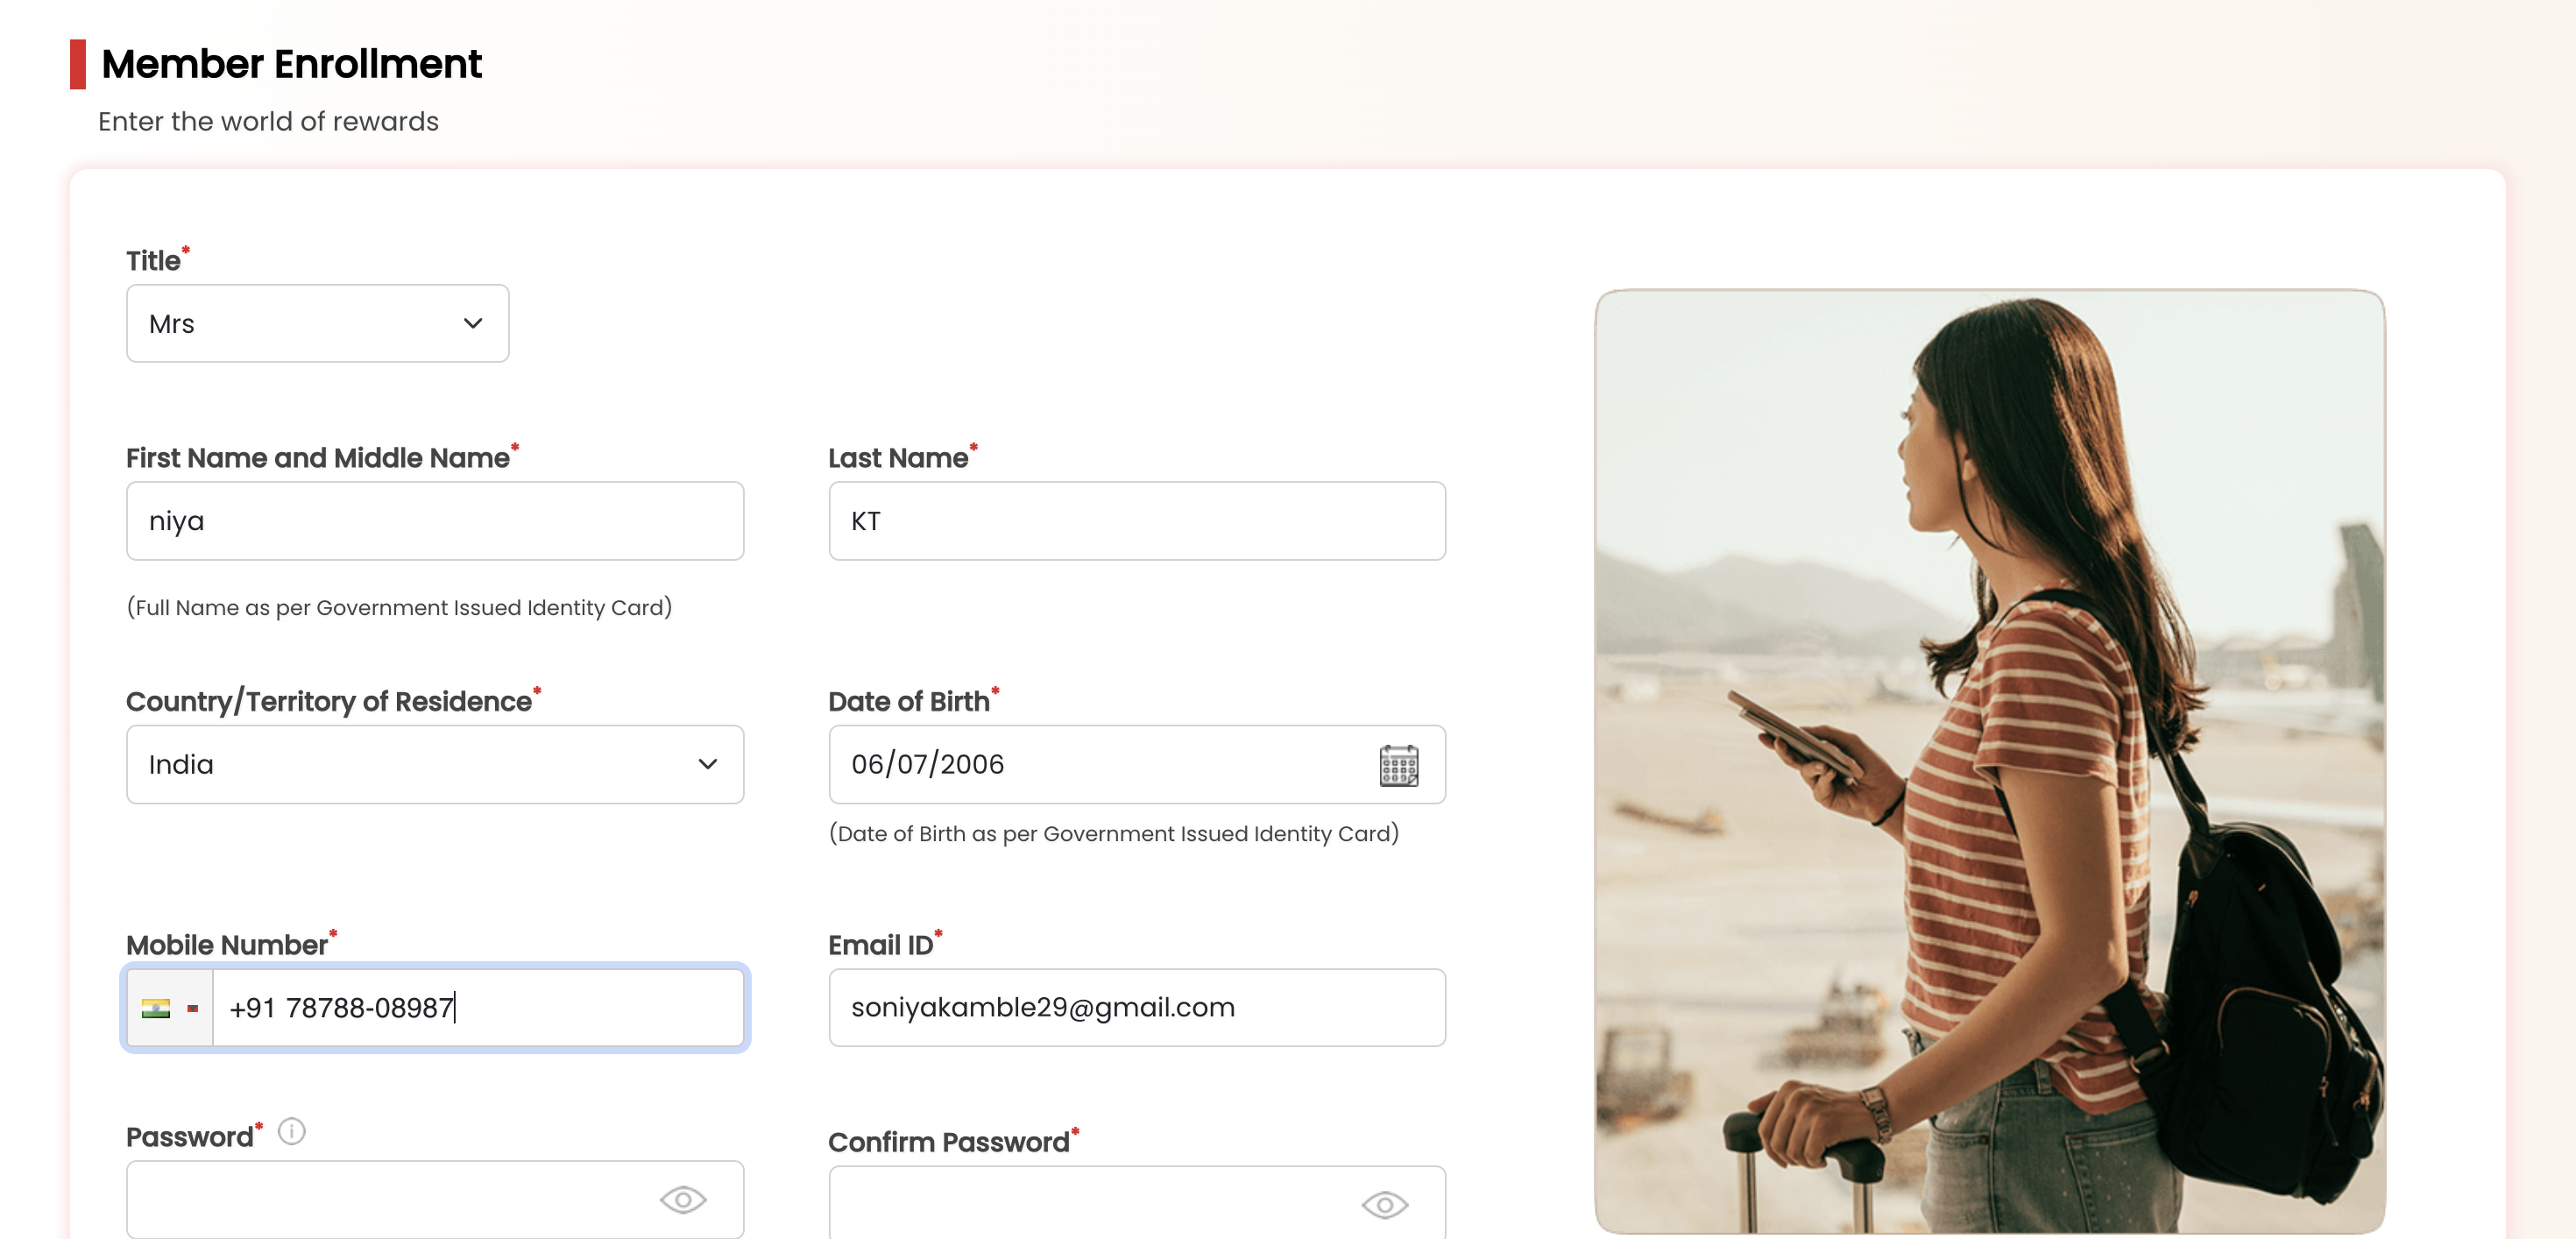 Member Enrollment
Enter the world of rewards
Title*
Mrs
First Name and Middle Name*
Last Name*
niya
KT
(Full Name as per Government Issued Identity Card)
Country/Territory of Residence*
Date of Birth*
India
06/07/2006
(Date of Birth as per Government Issued Identity Card)
Mobile Number*
Email ID*
+91 78788-08987
soniyakamble29@gmail.com
Password*
Confirm Password*